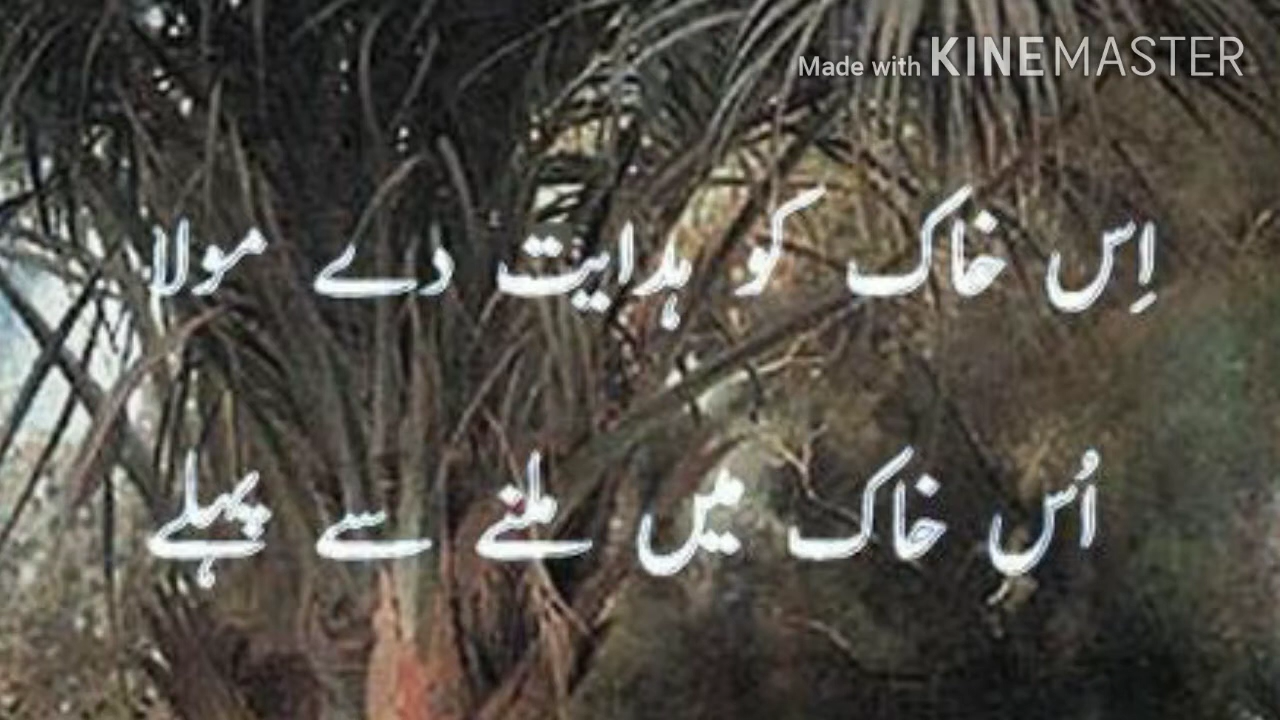 Made with KINEMASTER
اِس خاک کو ہدایت دے مولا
اُس خاک میں ملنے سے پہلے